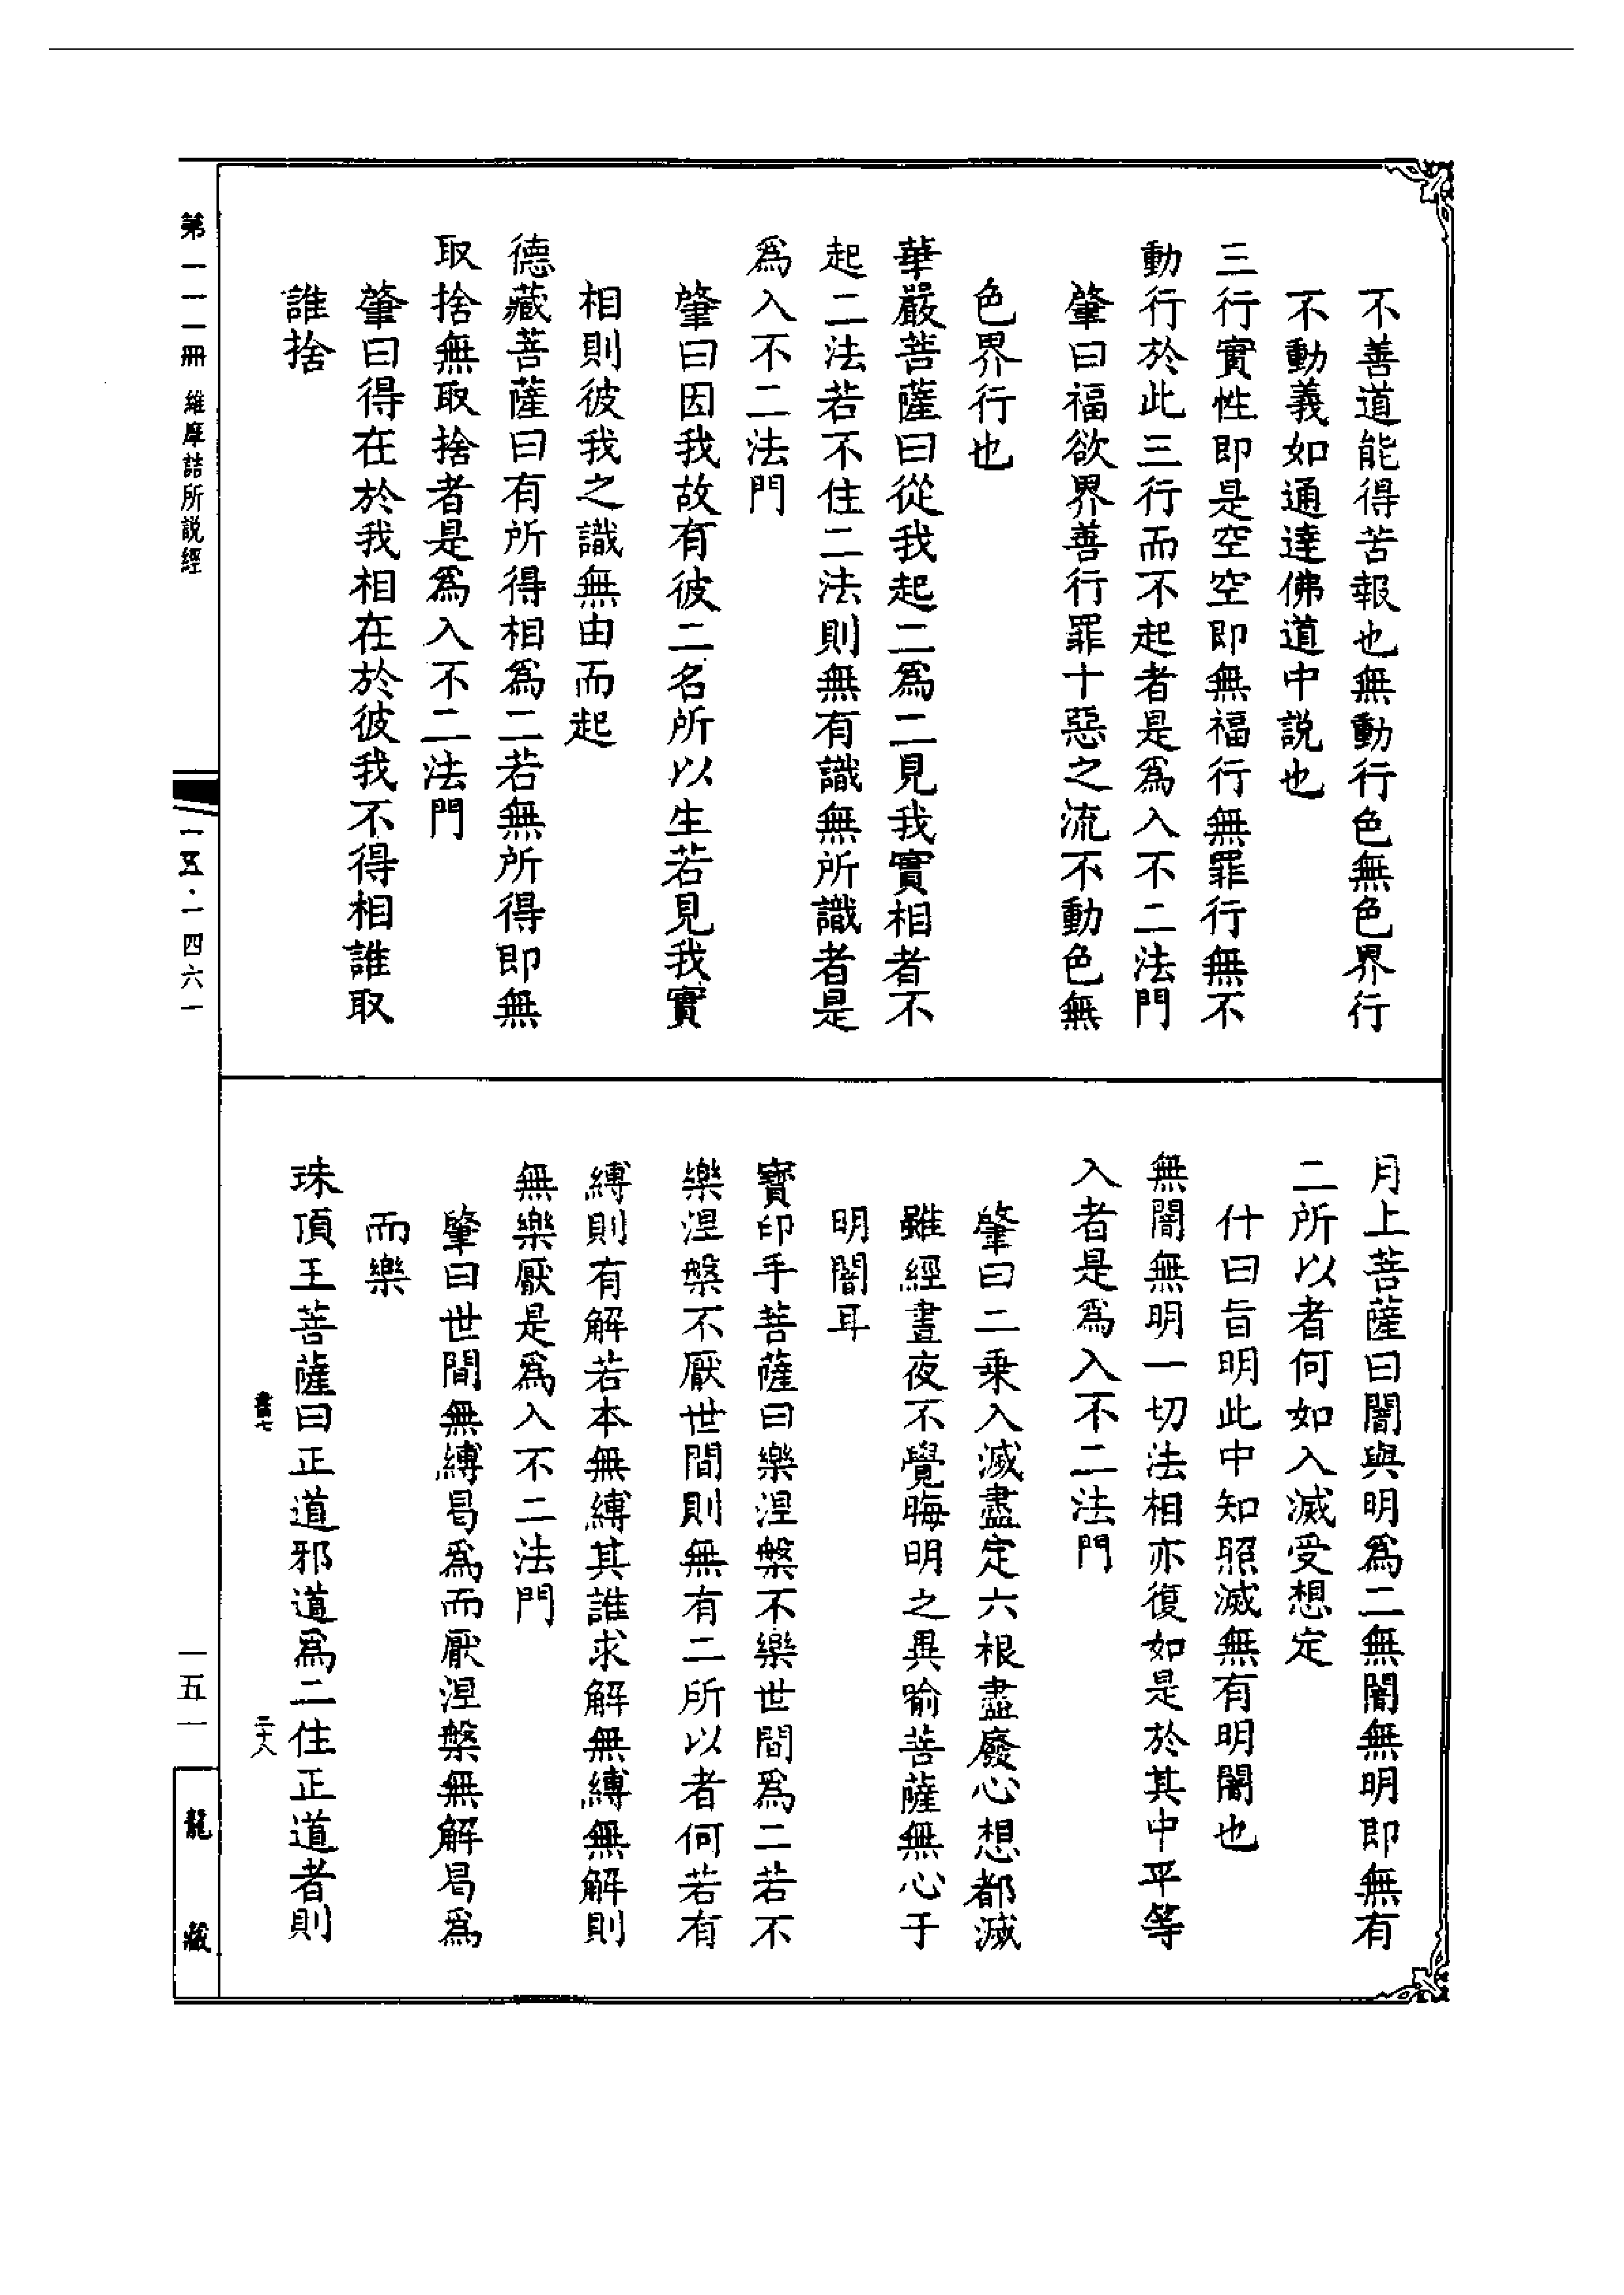 不善道能得苦報也無動行色無色界行
不動義如通達佛道中説也
三行實性即是空空即無福行無罪行無不
動行於此三行而不起者是爲入不二法門
肇曰福欲界善行罪十惡之流不動色無
色界行也
華嚴菩薩曰從我起二爲二見我實相者不
起二法若不住二法則無有識無所識者是
爲入不二法門
肇曰因我故有彼二名所以生若見我實
相則彼我之識無由而起
德藏菩薩曰有所得相爲二若無所得即無
取捨無取捨者是爲入不二法門
肇曰得在於我相在於彼我不得相誰取
誰捨
月上菩薩曰闇與明爲二無闇無明即無有
二所以者何如入滅受想定
什曰旨明此中知照滅無有明闇也
無闇無明一切法相亦復如是於其中平等
入者是爲入不二法門
肇曰二乗入滅盡定六根盡廢心想都滅
雖經晝夜不覺晦明之異喻菩薩無心于
明闇耳
寶印手菩薩曰樂涅槃不樂世間爲二若不
樂涅槃不厭世間則無有二所以者何若有
縛則有解若本無縛其誰求解無縛無解則
無樂厭是爲入不二法門
肇曰世間無縛曷爲而厭涅槃無解曷爲
而樂
珠頂王菩薩曰正道邪道爲二住正道者則
書七
二十八
第一一一冊 維摩詰所説經
一五·一四六一
一五一
龍藏